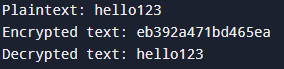 Plaintext: hello123
Encrypted text: eb392a471bd465ea
Decrypted text: hello123